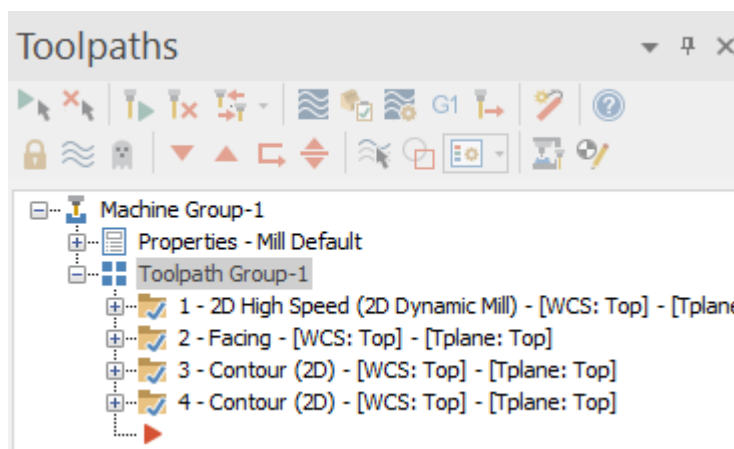 Toolpaths
G1
Machine Group-1
Properties - Mill Default
Toolpath Group-1
1 - 2D High Speed (2D Dynamic Mill) - [WCS: Top] - [Tplane
2 - Facing - [WCS: Top] - [Tplane: Top]
3 - Contour (2D) - [WCS: Top] - [Tplane: Top]
4 - Contour (2D) - [WCS: Top] - [Tplane: Top]